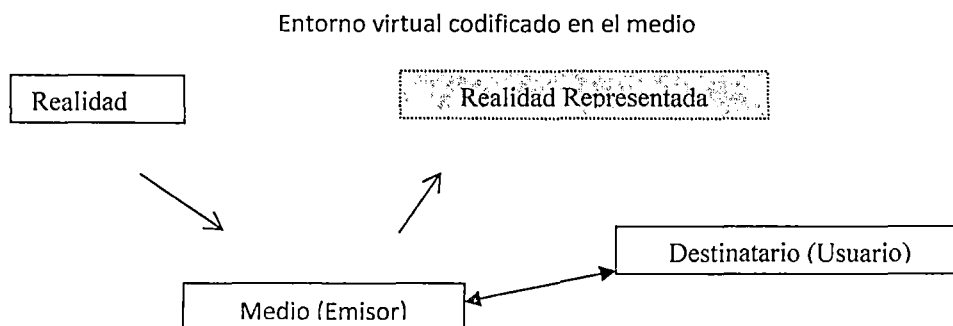 Entorno virtual codificado en el medio
Realidad
Realidad Representada
Destinatario (Usuario)
Medio (Emisor)